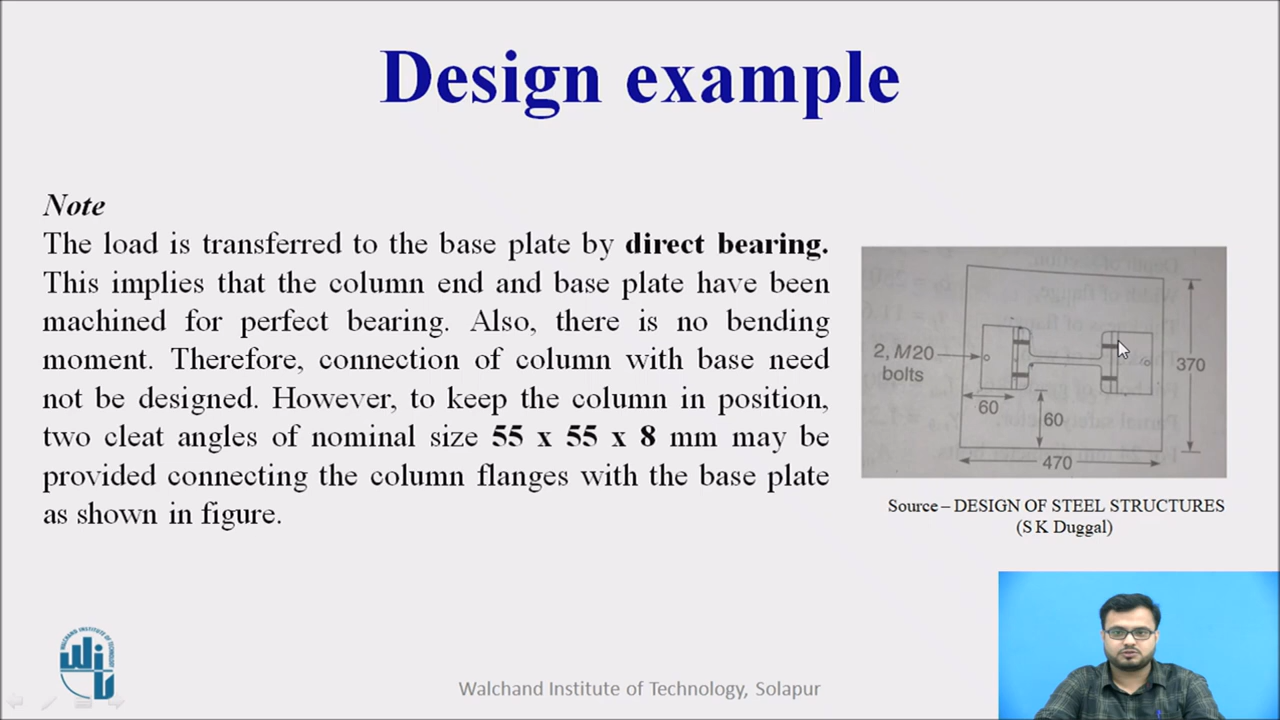 Design example
Note
The load is transferred to the base plate by direct bearing.
This implies that the column end and base plate have been
machined for perfect bearing. Also, there is no bending
moment. Therefore, connection of column with base need
not be designed. However, to keep the column in position,
two cleat angles of nominal size 55 x 55 x 8 mm may be
provided connecting the column flanges with the base plate
as shown in figure.
2, M20
bolts
60
60
370
470
Source – DESIGN OF STEEL STRUCTURES
(S K Duggal)
WALCHAND INSTITUTE OF TECHNOLOGY
WIT
Walchand Institute of Technology, Solapur